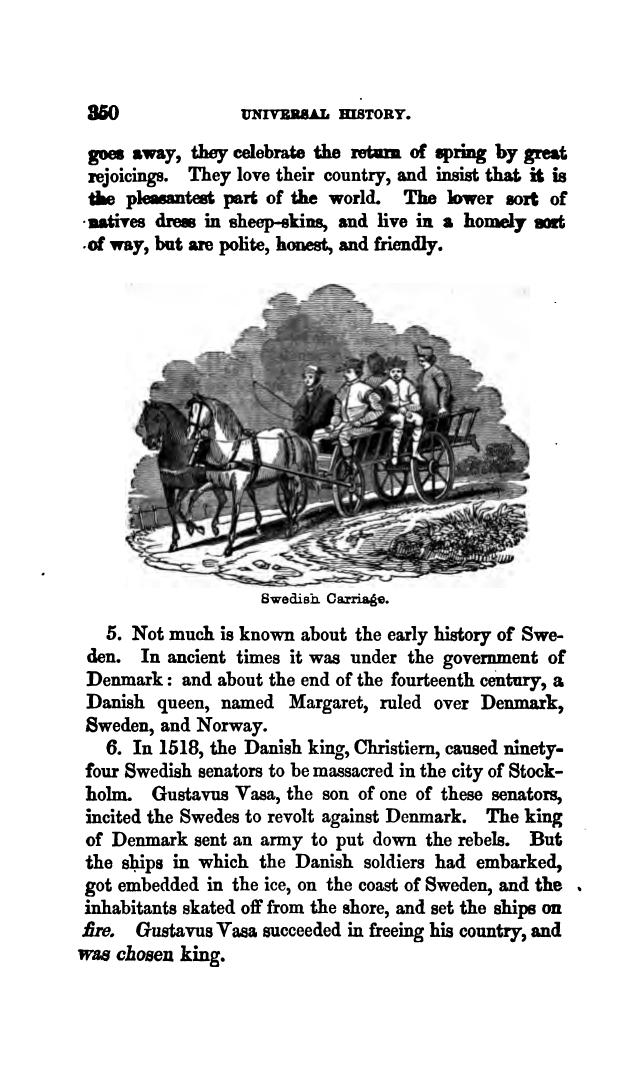 350 UNIVERSAL HISTORY.
goes away, they celebrate the return of spring by great
rejoicings. They love their country, and insist that it is
the pleasantest part of the world. The lower sort of
natives dress in sheep-skins, and live in a homely sort
of way, but are polite, honest, and friendly.
Swedish Carriage.
5. Not much is known about the early history of Swe-
den. In ancient times it was under the government of
Denmark: and about the end of the fourteenth century, a
Danish queen, named Margaret, ruled over Denmark,
Sweden, and Norway.
6. In 1518, the Danish king, Christiern, caused ninety-
four Swedish senators to be massacred in the city of Stock-
holm. Gustavus Vasa, the son of one of these senators,
incited the Swedes to revolt against Denmark. The king
of Denmark sent an army to put down the rebels. But
the ships in which the Danish soldiers had embarked,
got embedded in the ice, on the coast of Sweden, and the
inhabitants skated off from the shore, and set the ships on
fire. Gustavus Vasa succeeded in freeing his country, and
was chosen king.